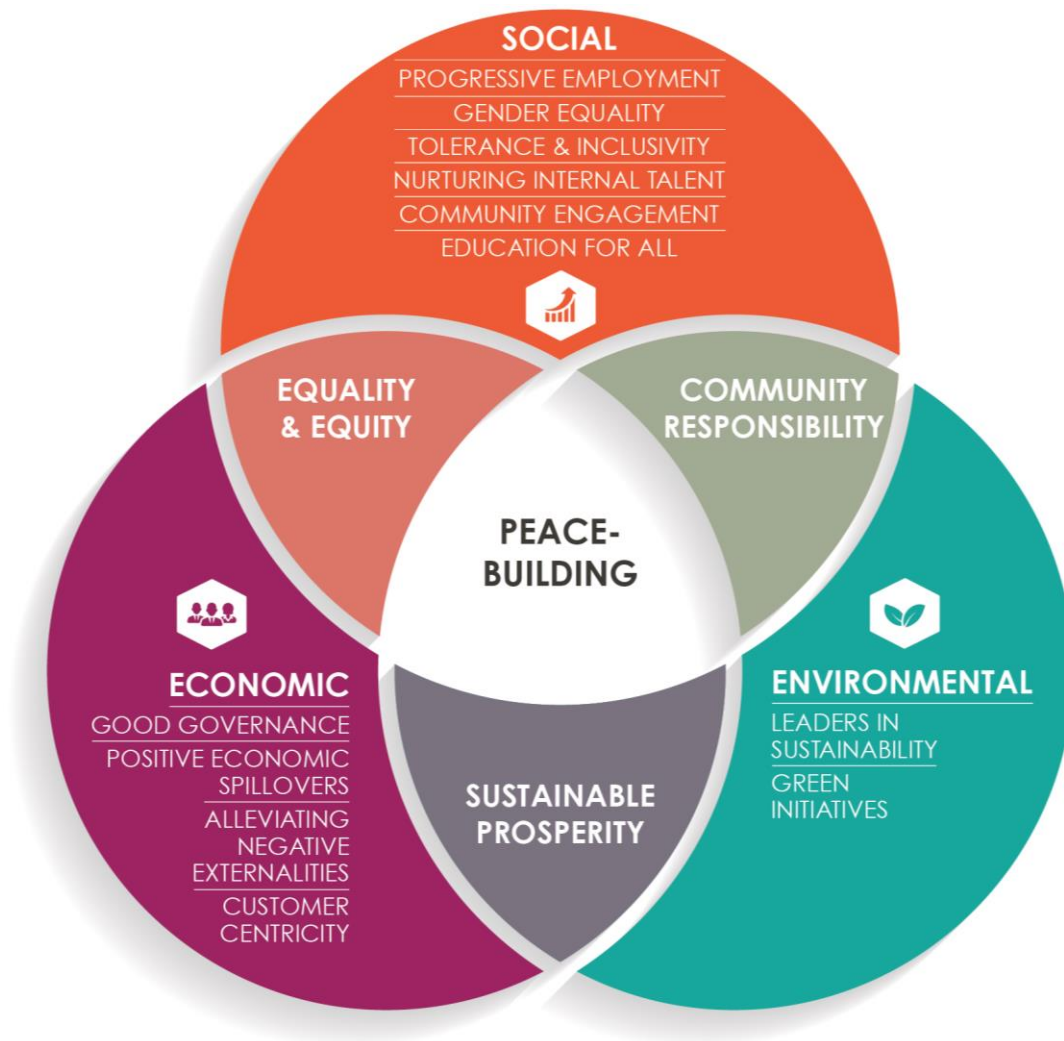 SOCIAL
PROGRESSIVE EMPLOYMENT
GENDER EQUALITY
TOLERANCE & INCLUSIVITY
NURTURING INTERNAL TALENT
COMMUNITY ENGAGEMENT
EDUCATION FOR ALL
EQUALITY
& EQUITY
COMMUNITY
RESPONSIBILITY
PEACE-
BUILDING
ECONOMIC
GOOD GOVERNANCE
POSITIVE ECONOMIC
SPILLOVERS
ALLEVIATING
NEGATIVE
EXTERNALITIES
CUSTOMER
CENTRICITY
ENVIRONMENTAL
LEADERS IN
SUSTAINABILITY
GREEN
INITIATIVES
SUSTAINABLE
PROSPERITY